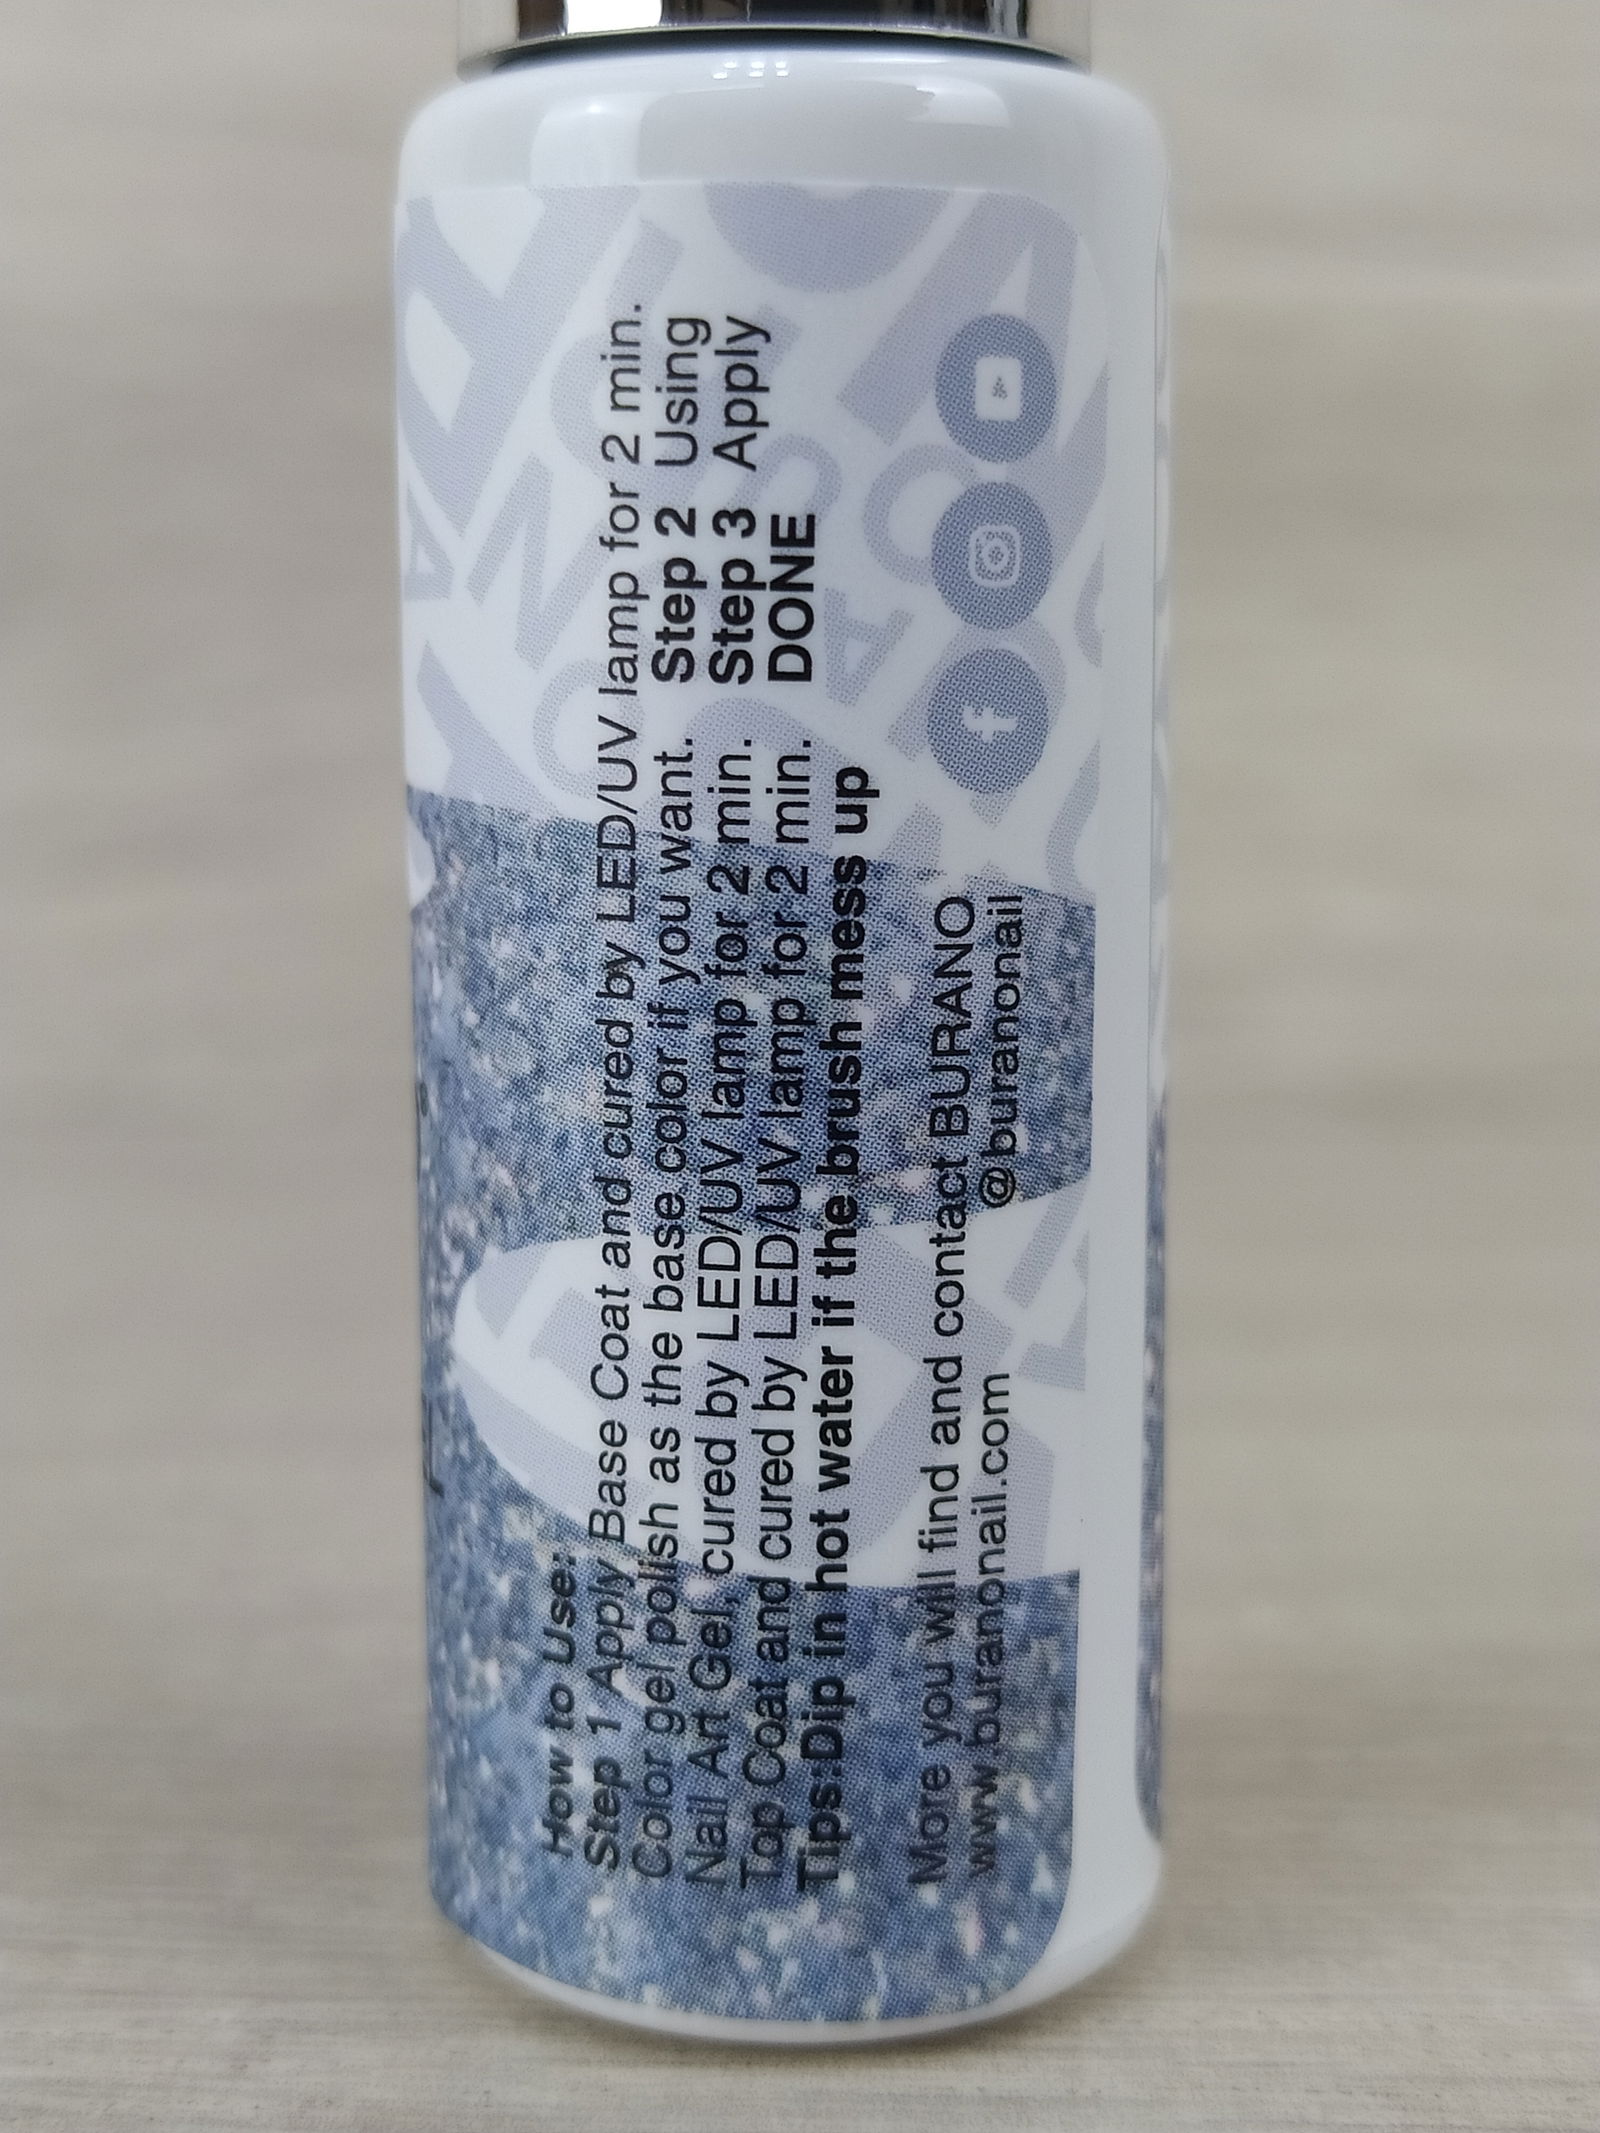 How to Use:
Step 1 Apply Base Coat and cured by LED/UV lamp for 2 min.
Color gel polish as the base color if you want. Step 2 Using
Nail Art Gel, cured by LED/UV lamp for 2 min. Step 3 Apply
Top Coat and cured by LED/UV lamp for 2 min. DONE
Tips:Dip in hot water if the brush mess up
More you will find and contact BURANO
www.buranonail.com @buranonail